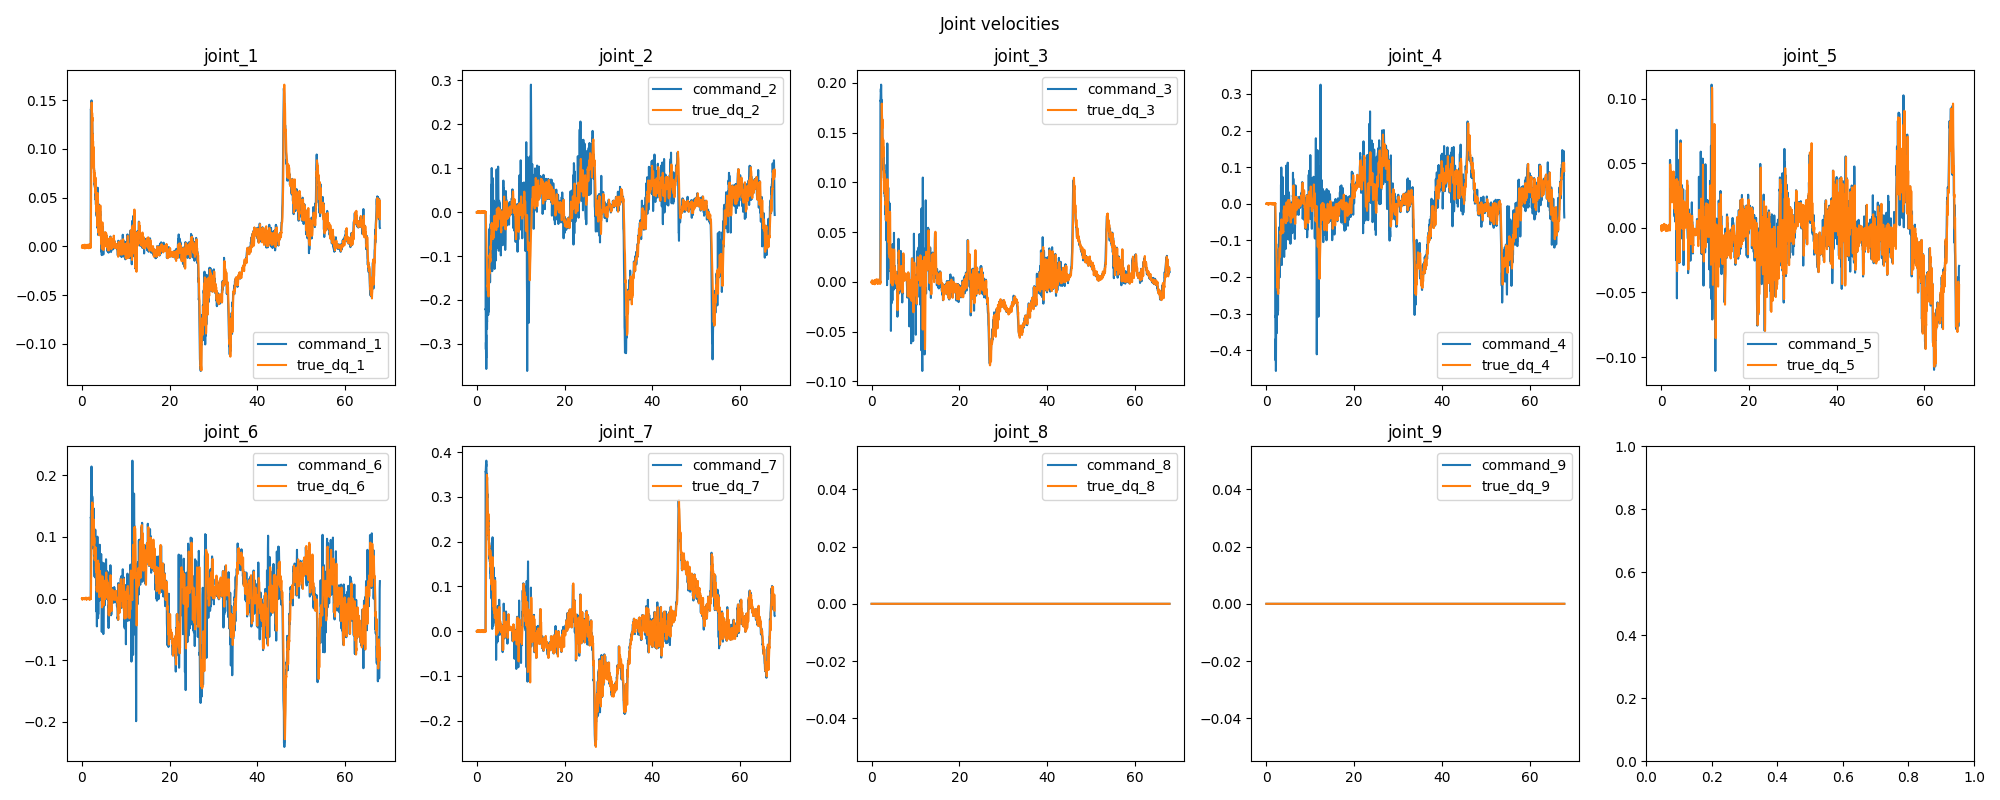 Joint velocities
joint_1
0.15
0.10
0.05
0.00
−0.05
−0.10
0 20 40 60
command_1
true_dq_1
joint_2
0.3
0.2
0.1
0.0
−0.1
−0.2
−0.3
0 20 40 60
command_2
true_dq_2
joint_3
0.20
0.15
0.10
0.05
0.00
−0.05
−0.10
0 20 40 60
command_3
true_dq_3
joint_4
0.3
0.2
0.1
0.0
−0.1
−0.2
−0.3
−0.4
0 20 40 60
command_4
true_dq_4
joint_5
0.10
0.05
0.00
−0.05
−0.10
0 20 40 60
command_5
true_dq_5
joint_6
0.2
0.1
0.0
−0.1
−0.2
0 20 40 60
command_6
true_dq_6
joint_7
0.4
0.3
0.2
0.1
0.0
−0.1
−0.2
0 20 40 60
command_7
true_dq_7
joint_8
0.04
0.02
0.00
−0.02
−0.04
0 20 40 60
command_8
true_dq_8
joint_9
0.04
0.02
0.00
−0.02
−0.04
0 20 40 60
command_9
true_dq_9
1.0
0.8
0.6
0.4
0.2
0.0
0.0 0.2 0.4 0.6 0.8 1.0